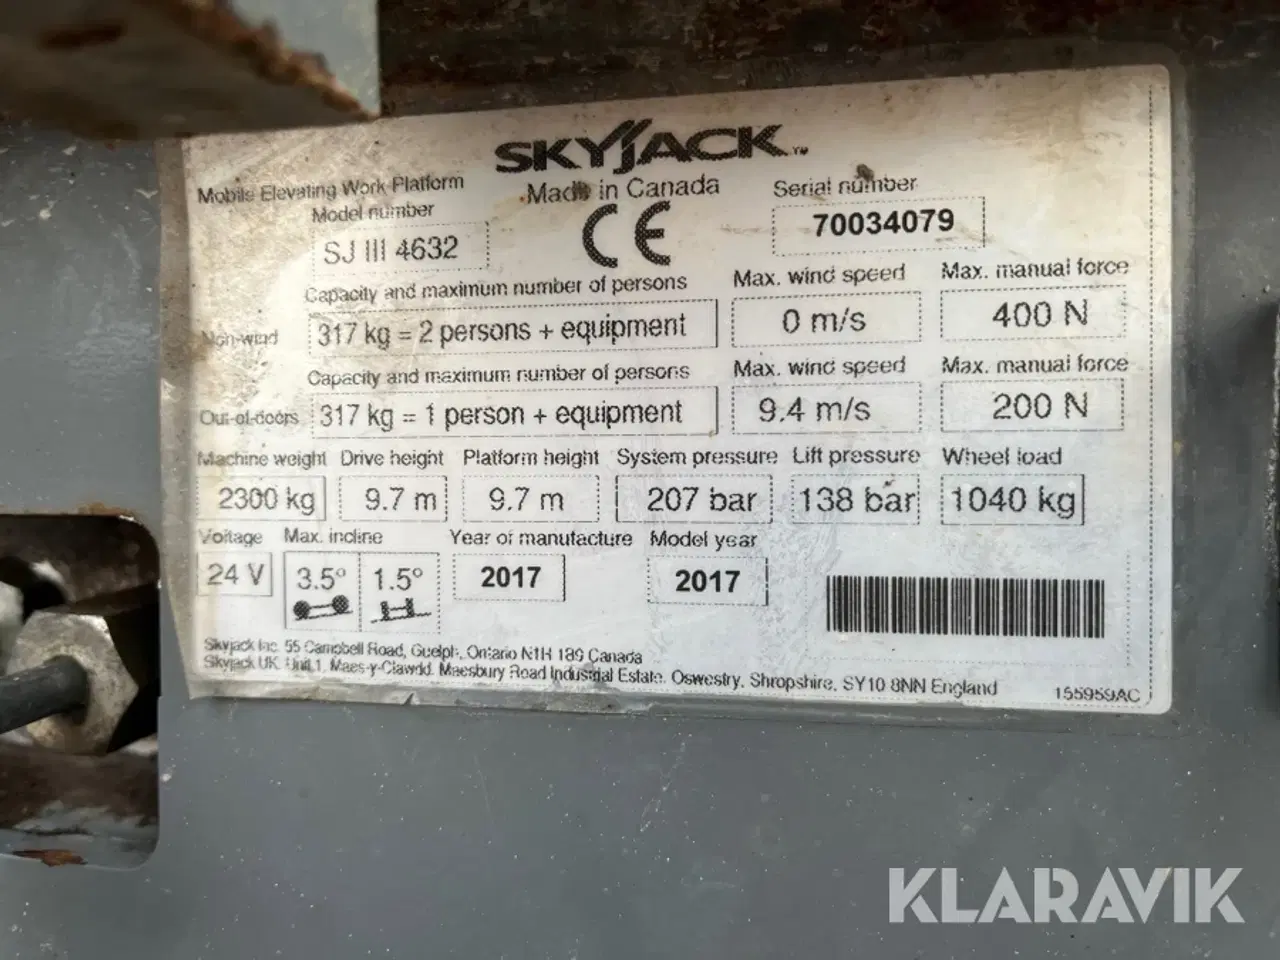 SKYJACK™
Mobile Elevating Work Platform
Made in Canada
Serial number
Model number
CE
70034079
SJ III 4632
Capacity and maximum number of persons
Max. wind speed
Max. manual force
Non-wind
317 kg = 2 persons + equipment
0 m/s
400 N
Capacity and maximum number of persons
Max. wind speed
Max. manual force
Out-of-doors
317 kg = 1 person + equipment
9.4 m/s
200 N
Machine weight Drive height Platform height System pressure Lift pressure Wheel load
2300 kg 9.7 m 9.7 m 207 bar 138 bar 1040 kg
Voltage Max. incline Year of manufacture Model year
24 V 3.5° 1.5° 2017 2017
Skyjack Inc. 55 Campbell Road, Guelph, Ontario N1H 1B9 Canada
Skyjack UK Unit 1, Maes-y-Clawdd, Maesbury Road Industrial Estate, Oswestry, Shropshire, SY10 8NN England
155959AC
KLARAVIK